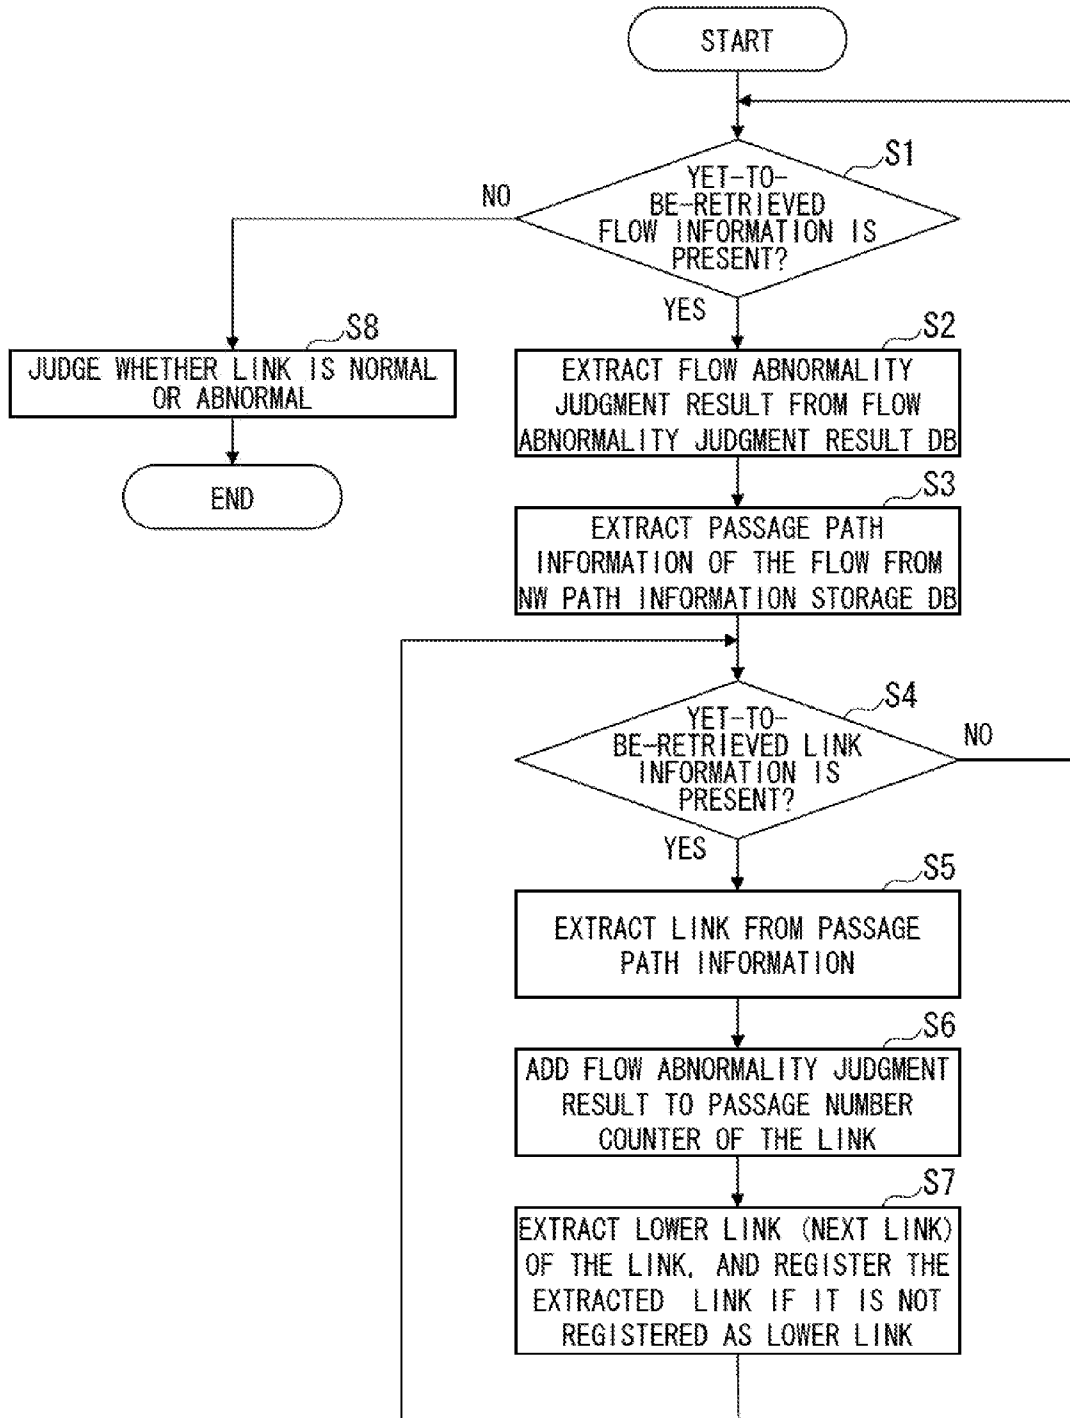 START
S1
YET-TO-
BE-RETRIEVED
FLOW INFORMATION IS
PRESENT?
NO
YES
S8
JUDGE WHETHER LINK IS NORMAL
OR ABNORMAL
END
S2
EXTRACT FLOW ABNORMALITY
JUDGMENT RESULT FROM FLOW
ABNORMALITY JUDGMENT RESULT DB
S3
EXTRACT PASSAGE PATH
INFORMATION OF THE FLOW FROM
NW PATH INFORMATION STORAGE DB
S4
YET-TO-
BE-RETRIEVED LINK
INFORMATION IS
PRESENT?
NO
YES
S5
EXTRACT LINK FROM PASSAGE
PATH INFORMATION
S6
ADD FLOW ABNORMALITY JUDGMENT
RESULT TO PASSAGE NUMBER
COUNTER OF THE LINK
S7
EXTRACT LOWER LINK (NEXT LINK)
OF THE LINK, AND REGISTER THE
EXTRACTED LINK IF IT IS NOT
REGISTERED AS LOWER LINK